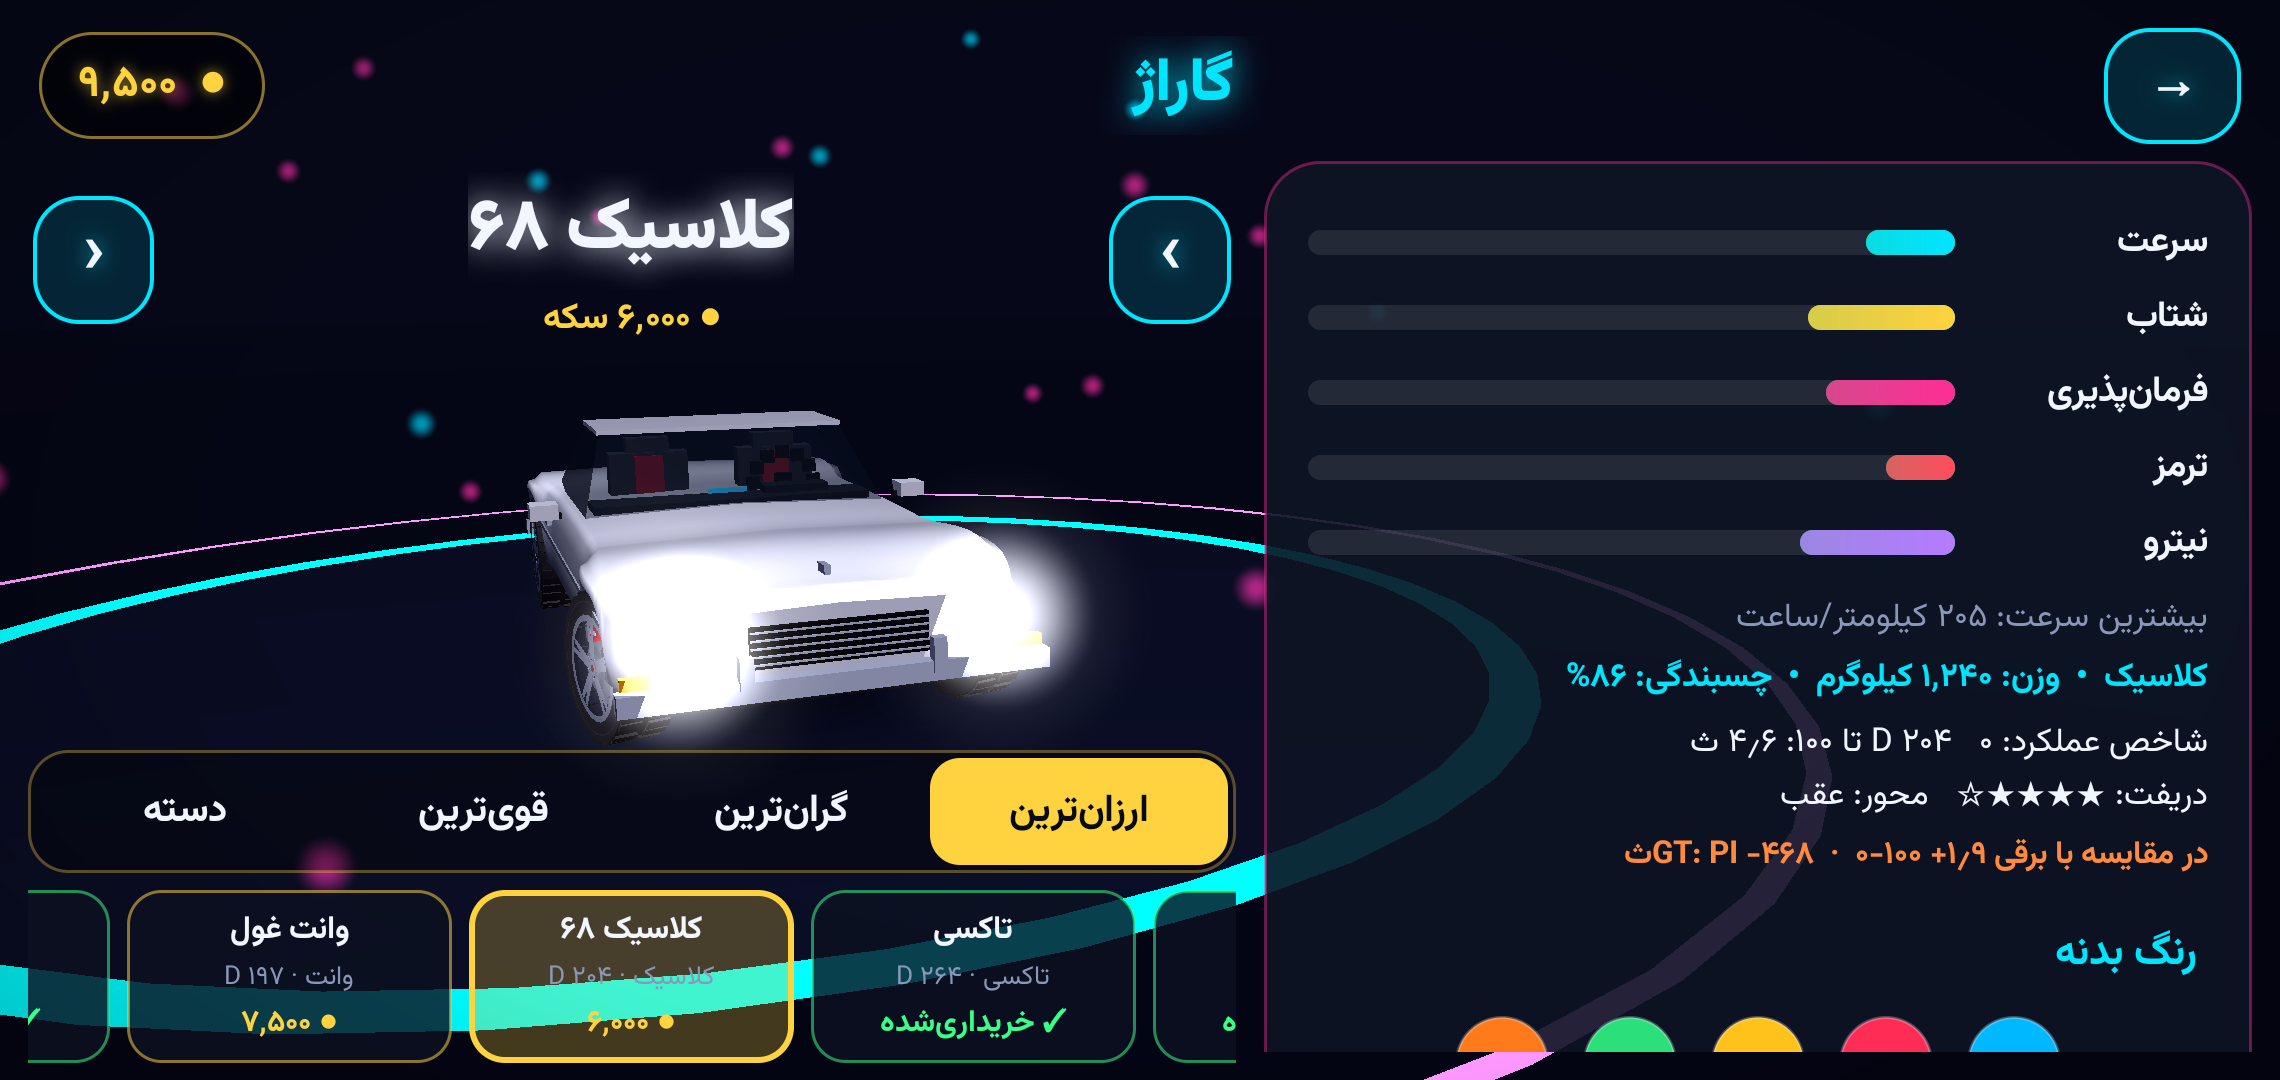 →
گاراژ
● ۹,۵۰۰
کلاسیک ۶۸
● ۶,۰۰۰ سکه
سرعت
شتاب
فرمان‌پذیری
ترمز
نیترو
بیشترین سرعت: ۲۰۵ کیلومتر/ساعت
کلاسیک • وزن: ۱,۲۴۰ کیلوگرم • چسبندگی: ۸۶%
شاخص عملکرد: D ۲۰۴ ۰ تا ۱۰۰: ۴٫۶ ث
دریفت: ★★★★☆ محور: عقب
در مقایسه با برقی GT: PI -۴۶۸ · ۰-۱۰۰ +۱٫۹ث
رنگ بدنه
ارزان‌ترین
گران‌ترین
قوی‌ترین
دسته
تاکسی
تاکسی · D ۲۶۴
✓ خریداری‌شده
کلاسیک ۶۸
کلاسیک · D ۲۰۴
● ۶,۰۰۰
وانت غول
وانت · D ۱۹۷
● ۷,۵۰۰